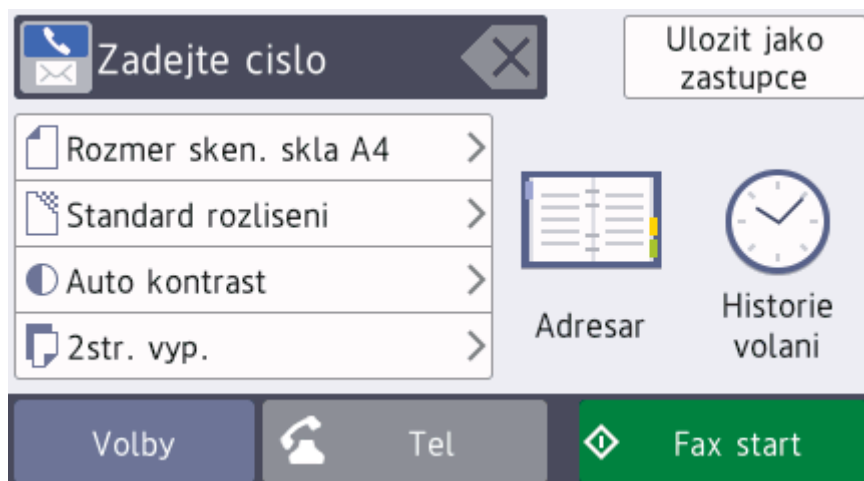 Zadejte cislo
Ulozit jako
zastupce
Rozmer sken. skla A4
Standard rozliseni
Auto kontrast
2str. vyp.
Adresar
Historie
volani
Volby
Tel
Fax start